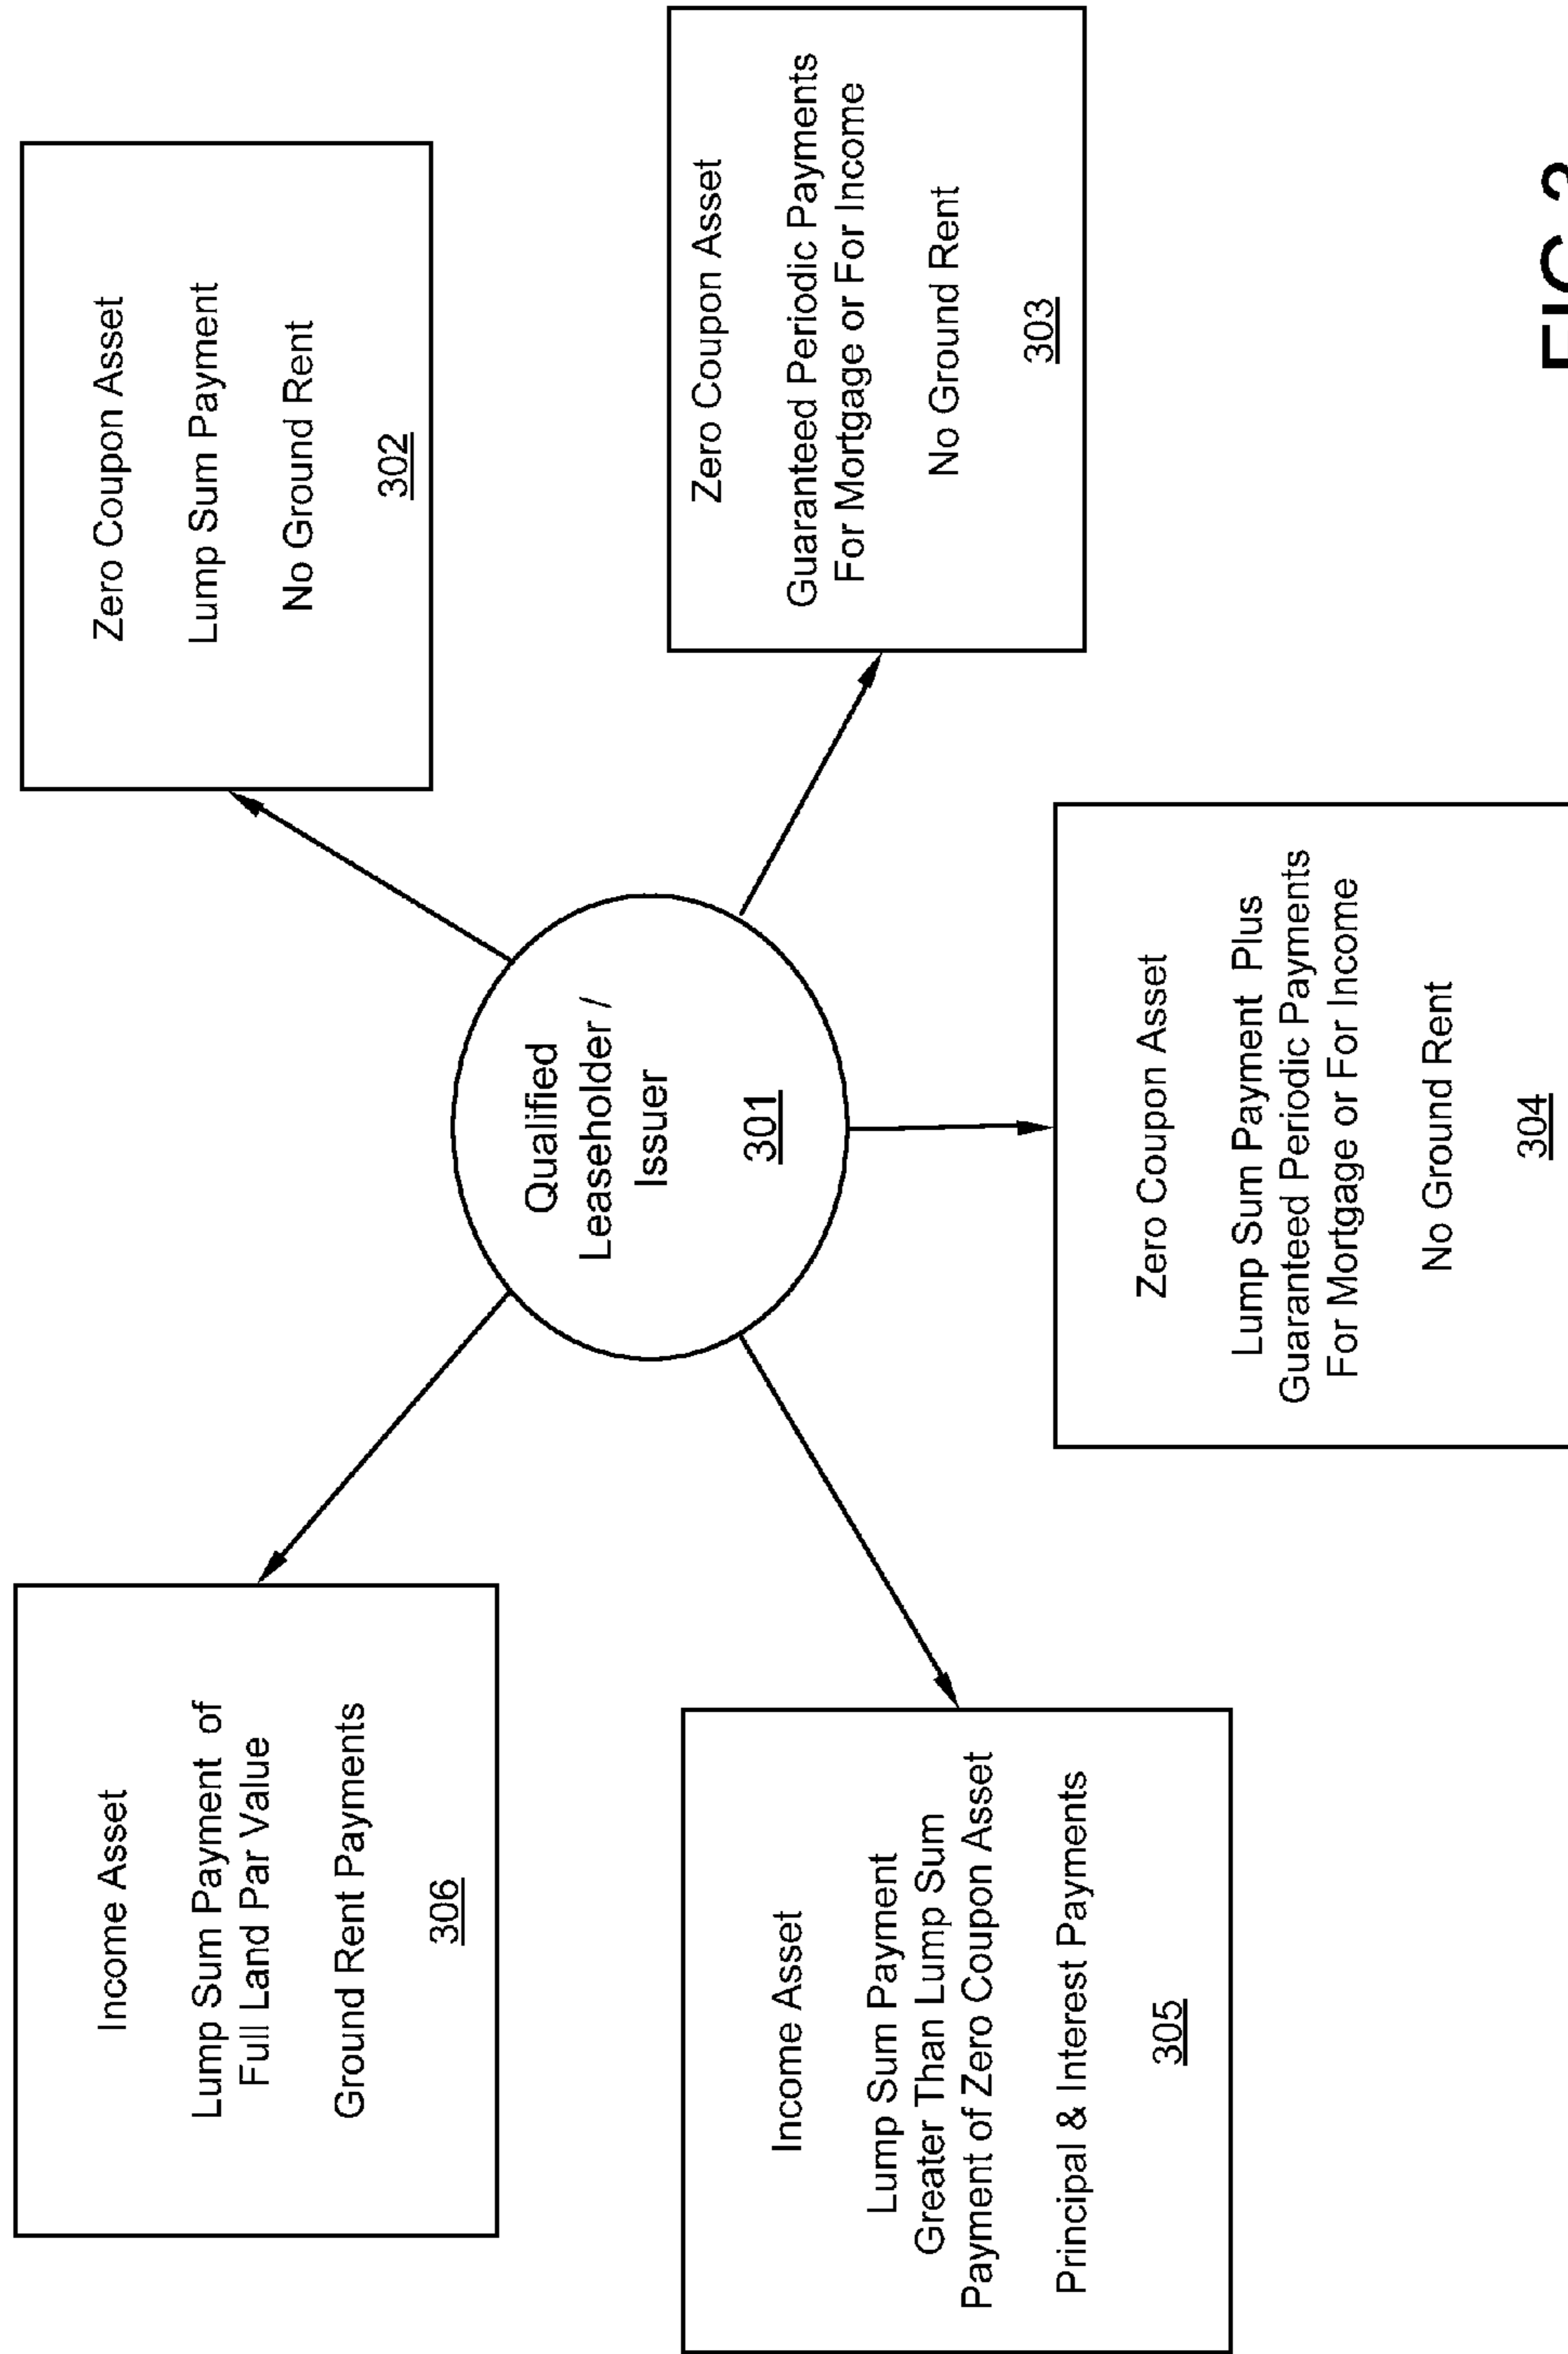 Income Asset
Lump Sum Payment of
Full Land Par Value
Ground Rent Payments
306
Zero Coupon Asset
Lump Sum Payment
No Ground Rent
302
Qualified
Leaseholder /
Issuer
301
Income Asset
Lump Sum Payment
Greater Than Lump Sum
Payment of Zero Coupon Asset
Principal & Interest Payments
305
Zero Coupon Asset
Guaranteed Periodic Payments
For Mortgage or For Income
No Ground Rent
303
Zero Coupon Asset
Lump Sum Payment Plus
Guaranteed Periodic Payments
For Mortgage or For Income
No Ground Rent
304